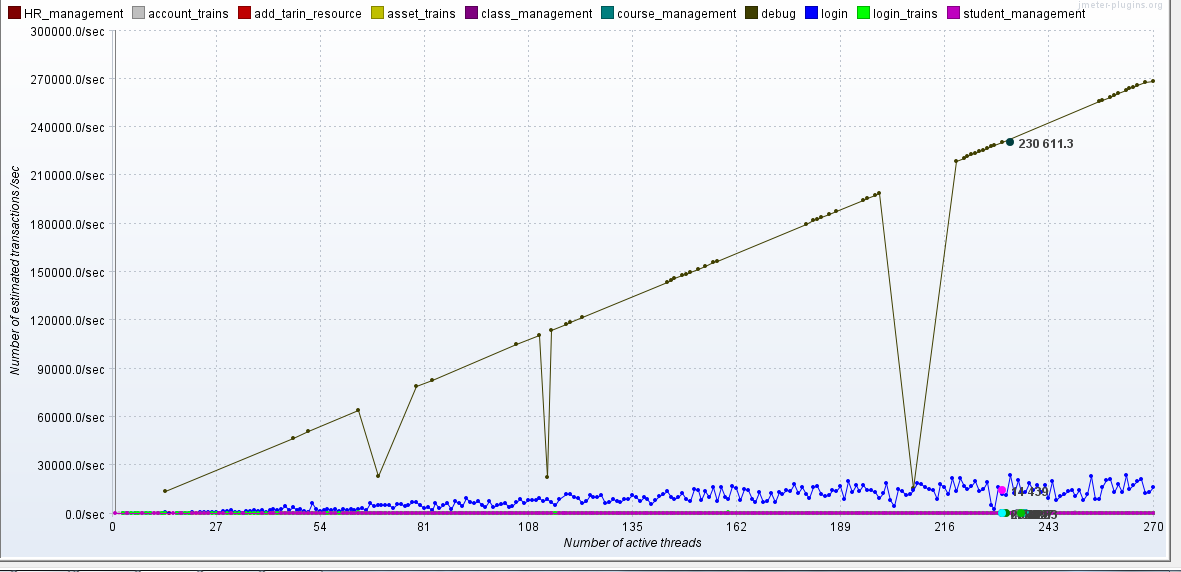 HR_management account_trains add_tarin_resource asset_trains class_management course_management debug login login_trains student_management
jmeter-plugins.org
300000.0/sec
270000.0/sec
240000.0/sec
230 611.3
210000.0/sec
180000.0/sec
150000.0/sec
120000.0/sec
90000.0/sec
60000.0/sec
30000.0/sec
0.0/sec
Number of estimated transactions /sec
0 27 54 81 108 135 162 189 216 243 270
Number of active threads